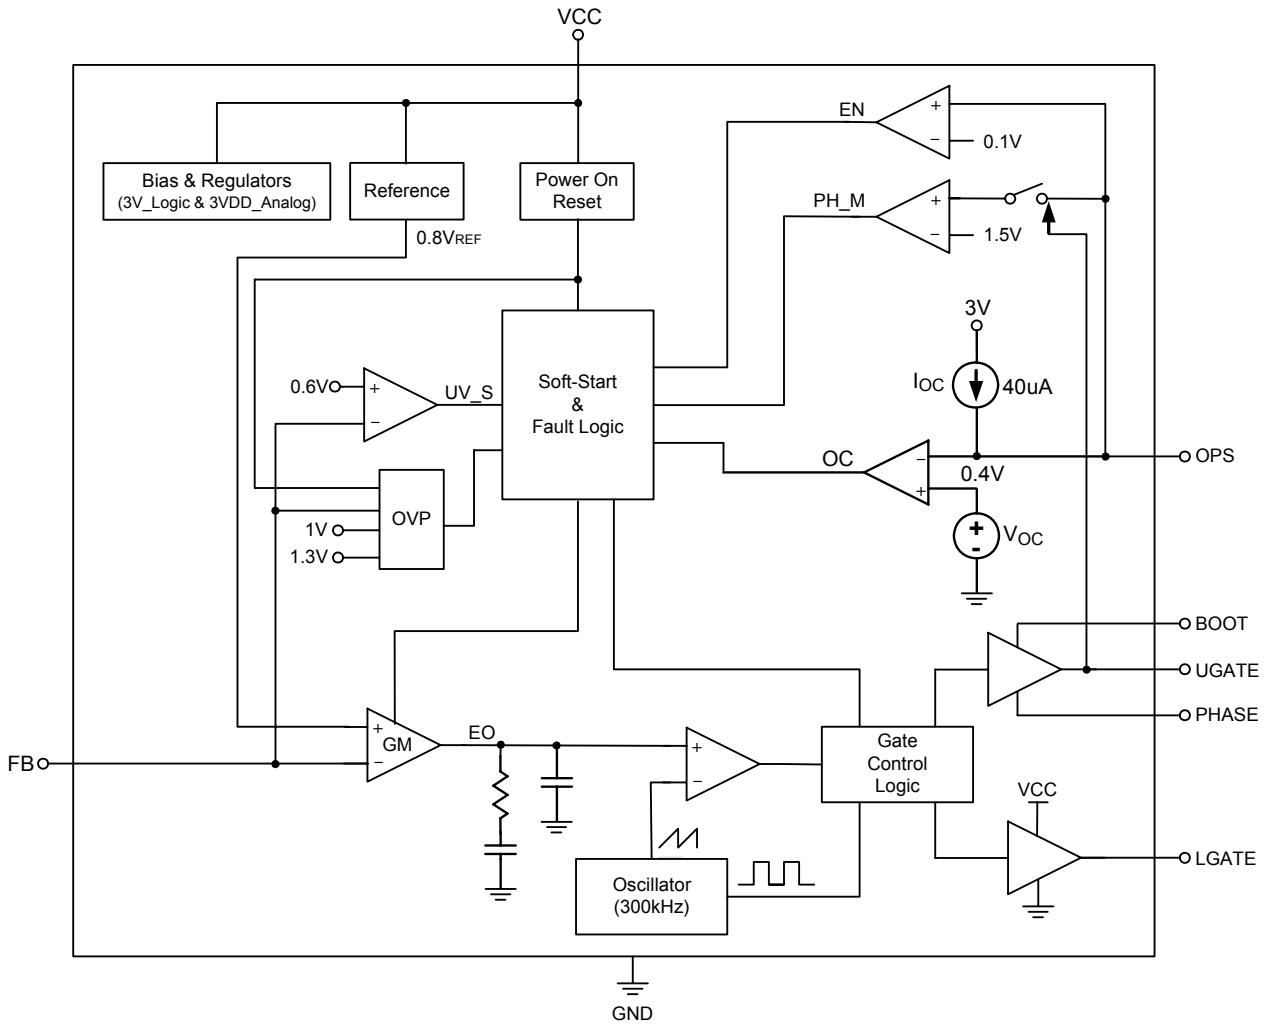 VCC
EN
+
−
0.1V
Bias & Regulators
(3V_Logic & 3VDD_Analog)
Reference
Power On
Reset
PH_M
+
−
1.5V
0.8VREF
3V
IOC
40uA
0.6V
+
−
UV_S
Soft-Start
&
Fault Logic
OC
−
+
0.4V
OPS
OVP
1V
1.3V
+
-
VOC
BOOT
UGATE
PHASE
FB
+
−
GM
EO
+
−
Gate
Control
Logic
VCC
LGATE
Oscillator
(300kHz)
GND